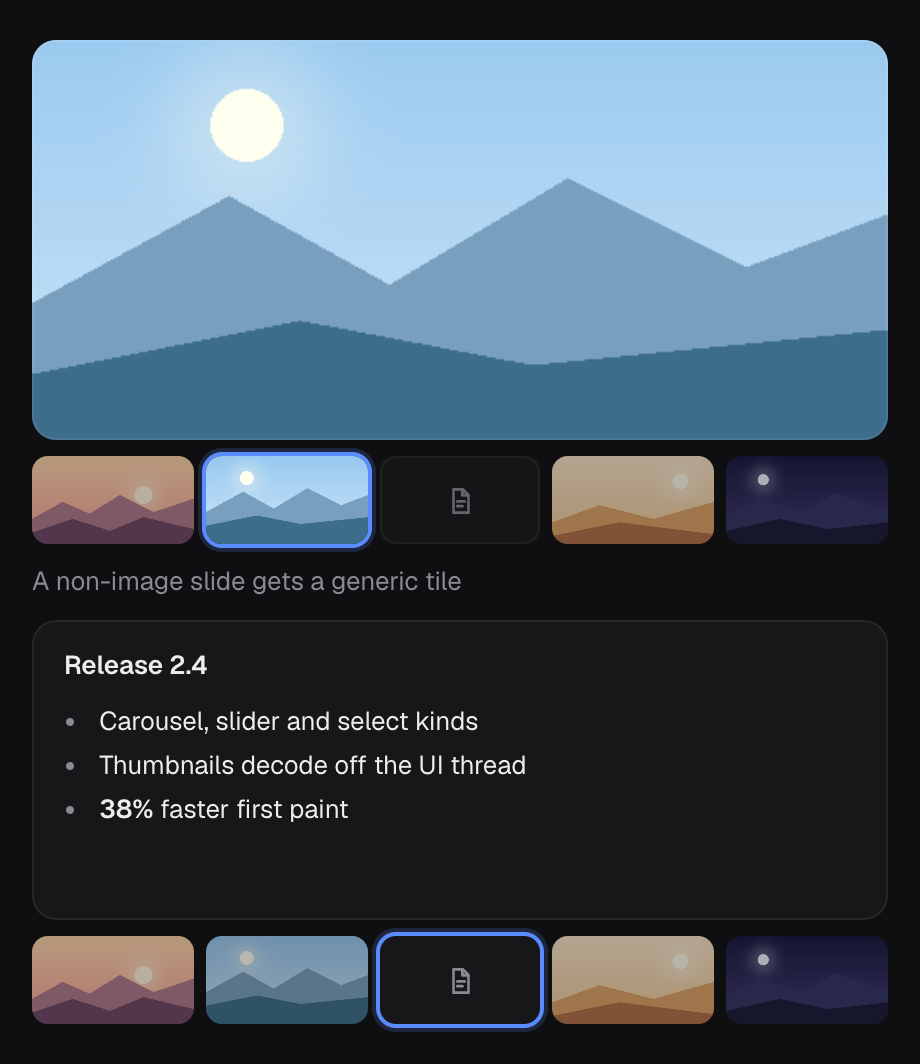 A non-image slide gets a generic tile
Release 2.4
Carousel, slider and select kinds
Thumbnails decode off the UI thread
38% faster first paint